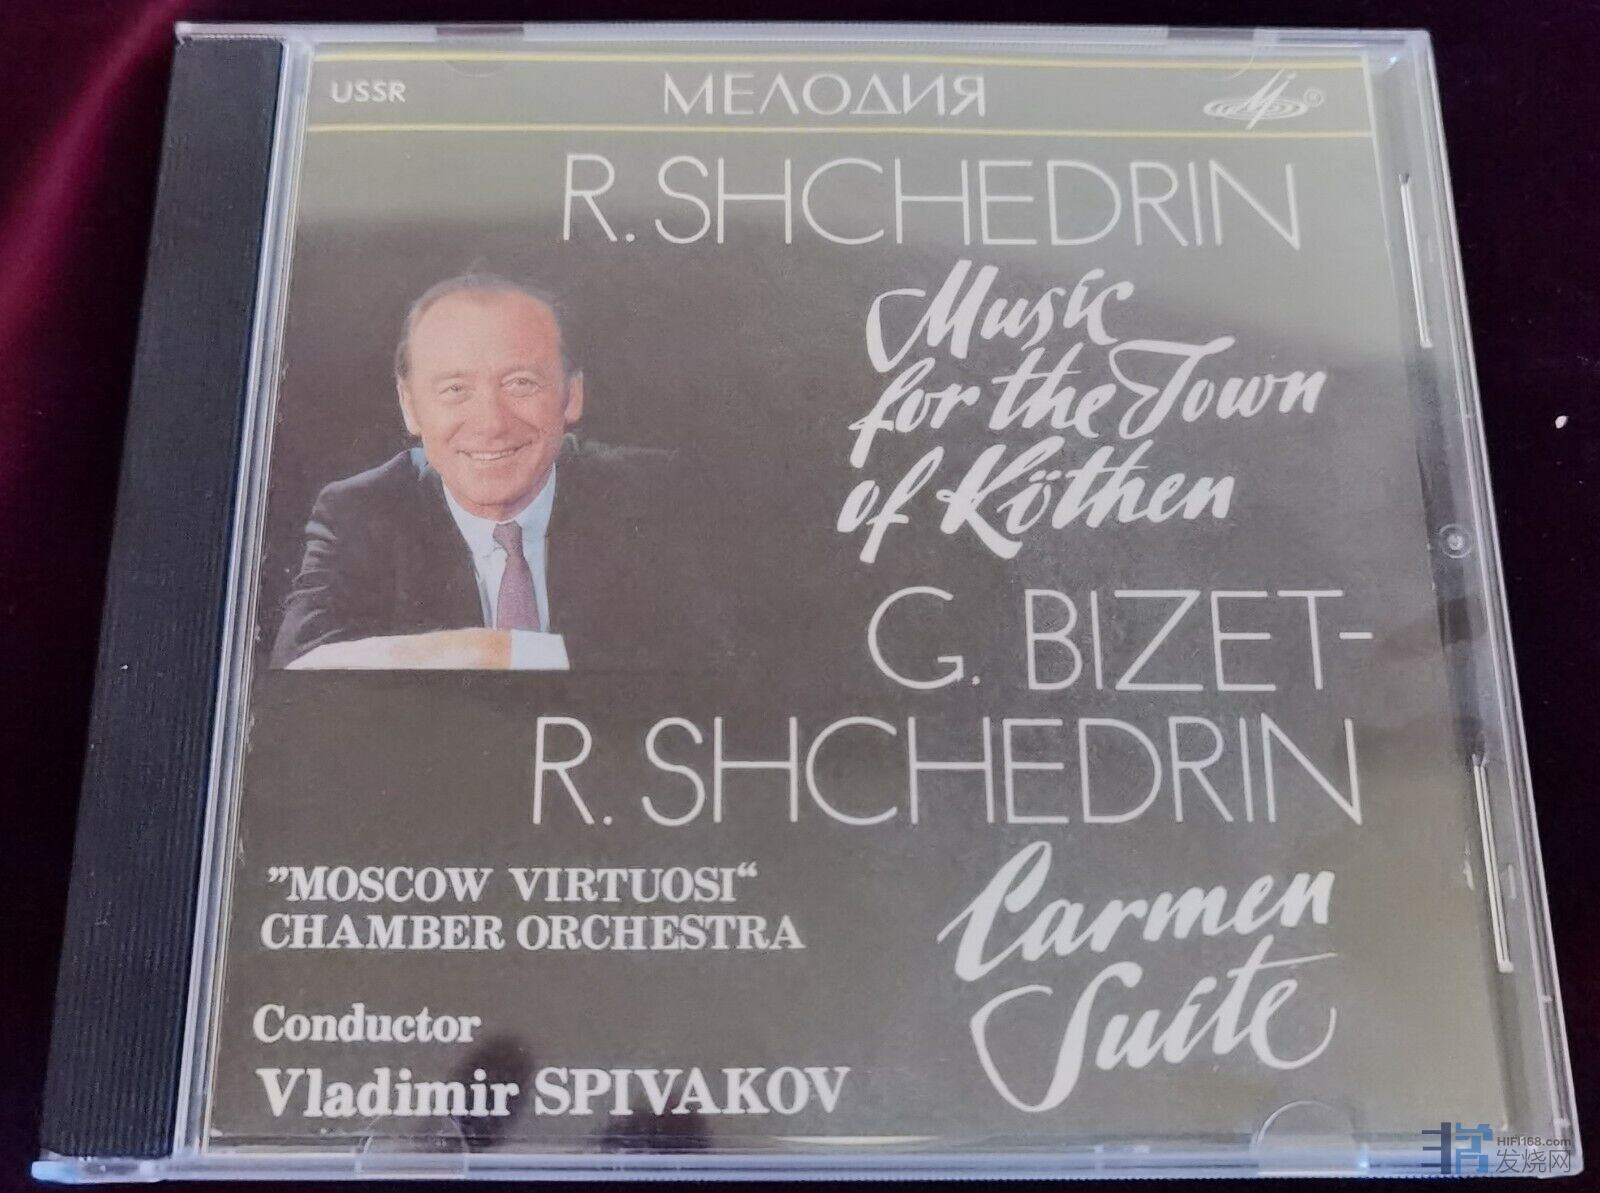 USSR
МЕЛОДИЯ
R. SHCHEDRIN
Music
for the Town
of Köthen
G. BIZET-
R. SHCHEDRIN
Carmen
Suite
”MOSCOW VIRTUOSI“
CHAMBER ORCHESTRA
Conductor
Vladimir SPIVAKOV
HIFI168.com
发烧网